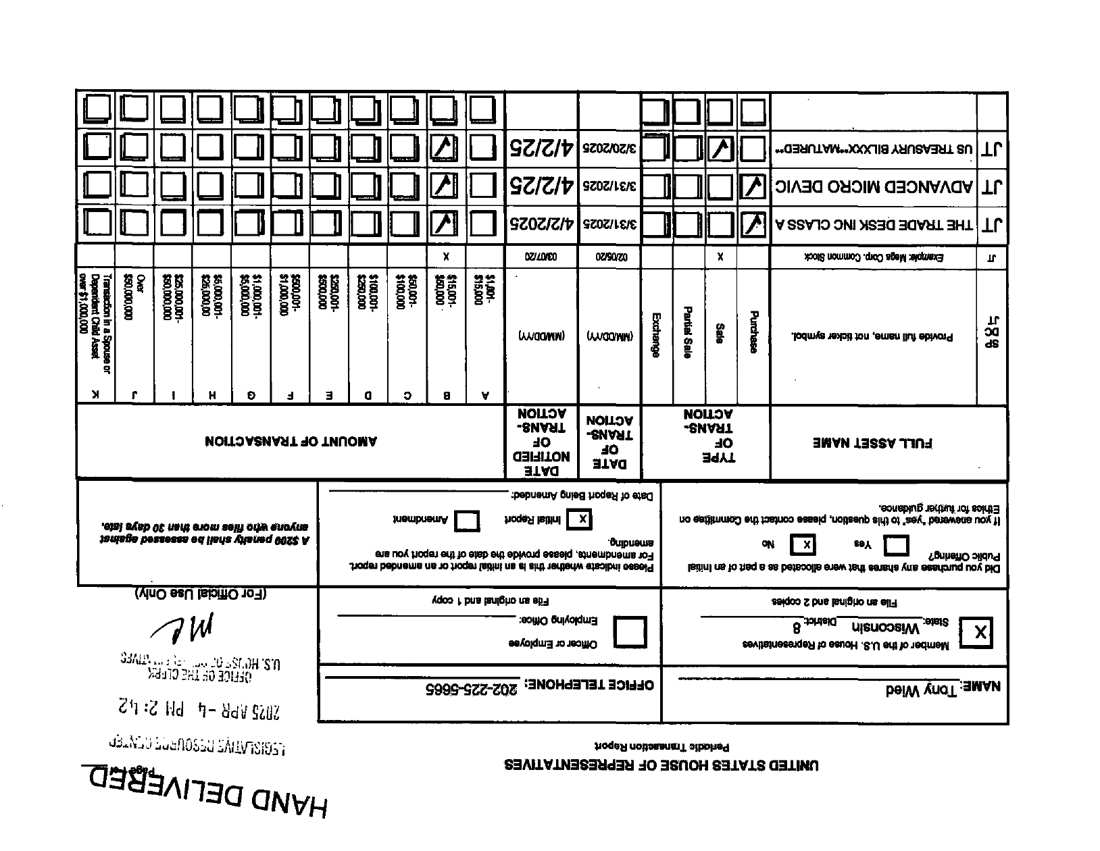 HAND DELIVERED
UNITED STATES HOUSE OF REPRESENTATIVES
Periodic Transaction Report
Page 1 of
LEGISLATIVE RESOURCE CENTER
2025 APR -4 PM 2:42
OFFICE OF THE CLERK
U.S. HOUSE OF
(For Official Use Only)
NAME: Tony Wied
OFFICE TELEPHONE: 202-225-5665
X
Member of the U.S. House of Representatives
State: Wisconsin District: 8
File an original and 2 copies
Officer or Employee
Employing Office:
File an original and 1 copy
Did you purchase any shares that were allocated as a part of an Initial
Public Offering?
Yes X No
If you answered "yes" to this question, please contact the Committee on
Ethics for further guidance.
Please indicate whether this is an initial report or an amended report.
For amendments, please provide the date of the report you are
amending.
X Initial Report Amendment
Date of Report Being Amended:
A $200 penalty shall be assessed against
anyone who files more than 30 days late.
FULL ASSET NAME
TYPE
OF
TRANS-
ACTION
DATE
OF
TRANS-
ACTION
DATE
NOTIFIED
OF
TRANS-
ACTION
AMOUNT OF TRANSACTION
SP
DC
JT
Provide full name, not ticker symbol.
Purchase
Sale
Partial Sale
Exchange
(MM/DD/YY)
(MM/DD/YY)
A
$1,001-
$15,000
B
$15,001-
$50,000
C
$50,001-
$100,000
D
$100,001-
$250,000
E
$250,001-
$500,000
F
$500,001-
$1,000,000
G
$1,000,001-
$5,000,000
H
$5,000,001-
$25,000,00
I
$25,000,001-
$50,000,000
J
Over
$50,000,000
K
Transaction in a Spouse or
Dependent Child Asset
over $1,000,000
JT Example: Mega Corp. Common Stock X 02/05/20 03/07/20 X
JT THE TRADE DESK INC CLASS A 3/31/2025 4/2/2025
JT ADVANCED MICRO DEVIC 3/31/2025 4/2/25
JT US TREASURY BILXXX**MATURED** 3/20/2025 4/2/25